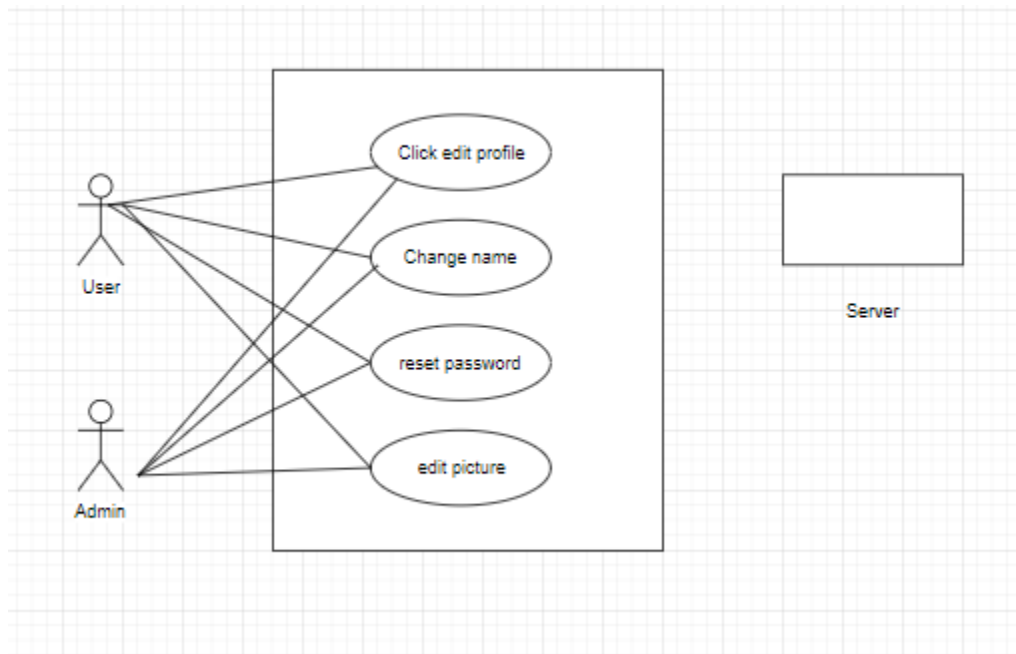 Click edit profile
Change name
User
Server
reset password
edit picture
Admin